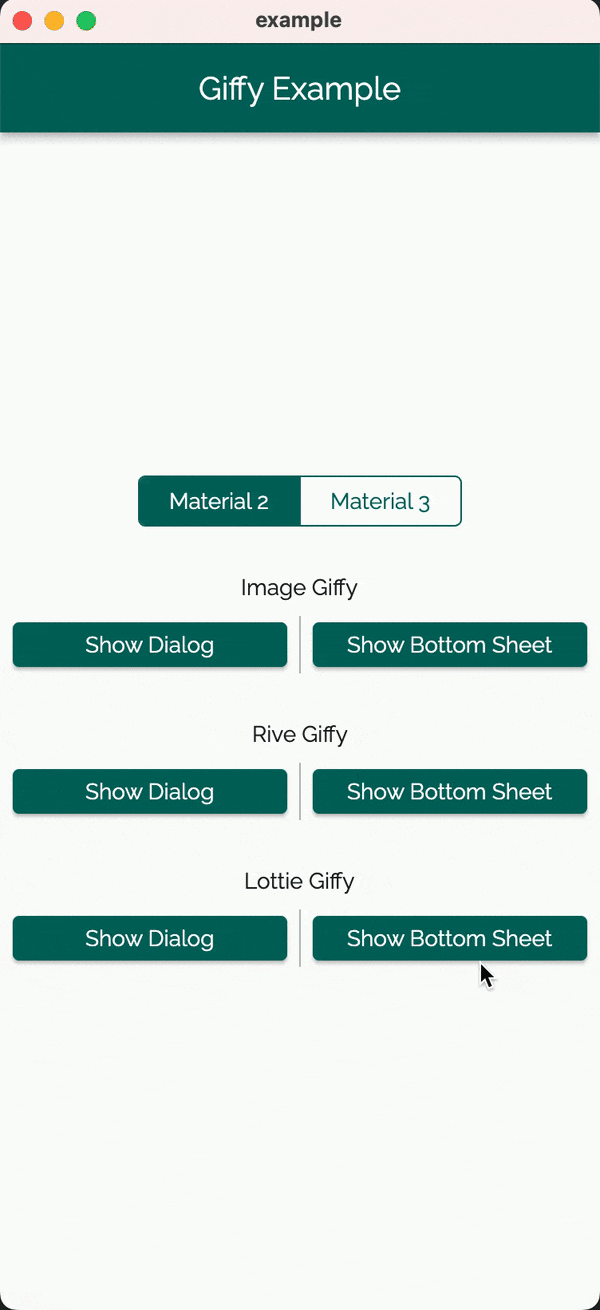 example
Giffy Example
Material 2 Material 3
Image Giffy
Show Dialog Show Bottom Sheet
Rive Giffy
Show Dialog Show Bottom Sheet
Lottie Giffy
Show Dialog Show Bottom Sheet